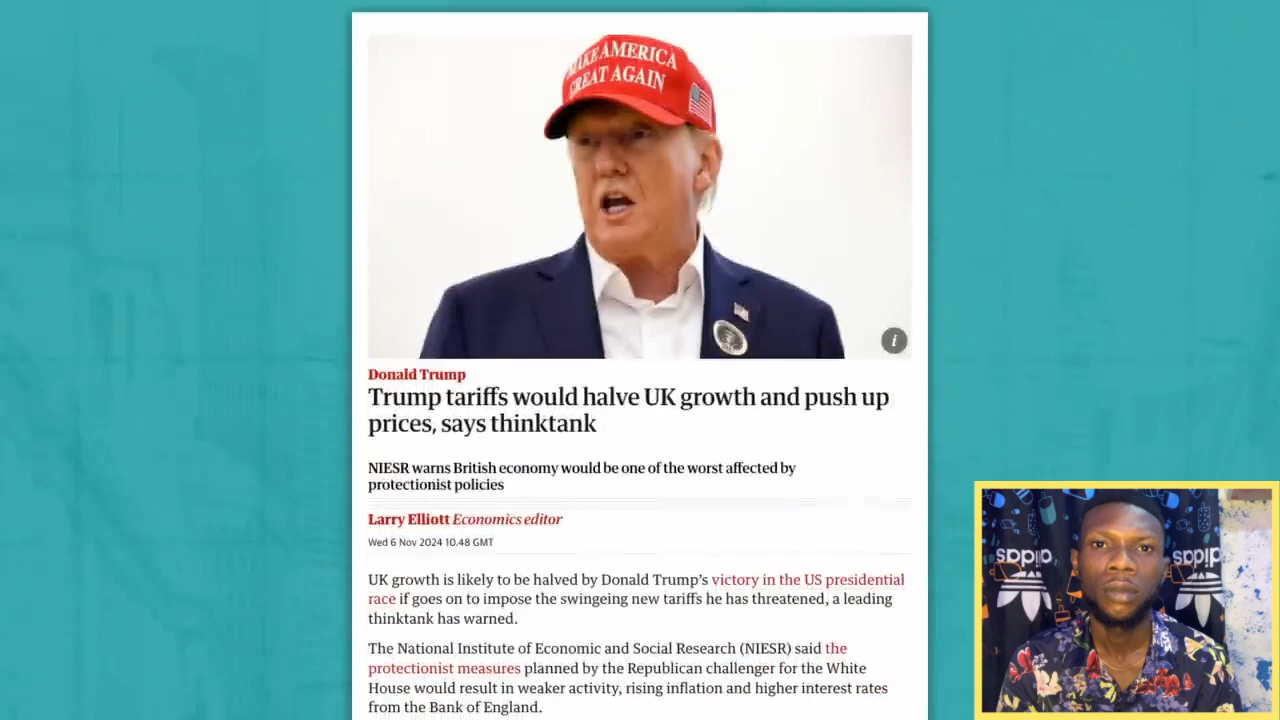 MAKE AMERICA
GREAT AGAIN
i
Donald Trump
Trump tariffs would halve UK growth and push up
prices, says thinktank
NIESR warns British economy would be one of the worst affected by
protectionist policies
Larry Elliott Economics editor
Wed 6 Nov 2024 10.48 GMT
UK growth is likely to be halved by Donald Trump's victory in the US presidential
race if goes on to impose the swingeing new tariffs he has threatened, a leading
thinktank has warned.
The National Institute of Economic and Social Research (NIESR) said the
protectionist measures planned by the Republican challenger for the White
House would result in weaker activity, rising inflation and higher interest rates
from the Bank of England.